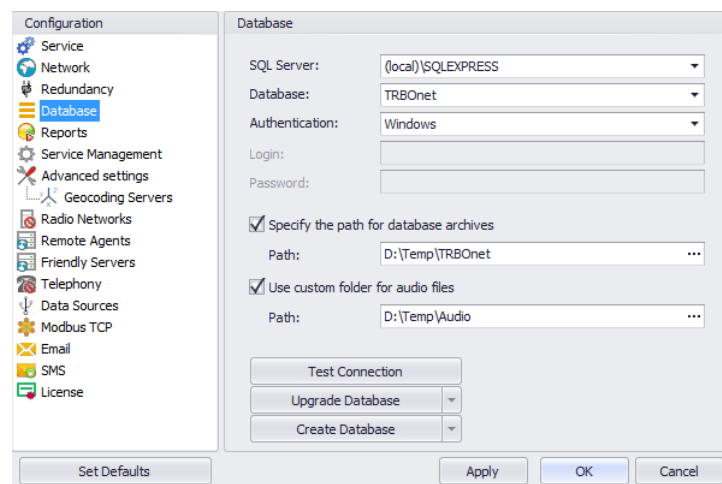 Configuration
Service
Network
Redundancy
Database
Reports
Service Management
Advanced settings
Geocoding Servers
Radio Networks
Remote Agents
Friendly Servers
Telephony
Data Sources
Modbus TCP
Email
SMS
License
Set Defaults
Database
SQL Server: (local)\SQLEXPRESS
Database: TRBOnet
Authentication: Windows
Login:
Password:
Specify the path for database archives
Path: D:\Temp\TRBOnet ...
Use custom folder for audio files
Path: D:\Temp\Audio ...
Test Connection
Upgrade Database
Create Database
Apply OK Cancel